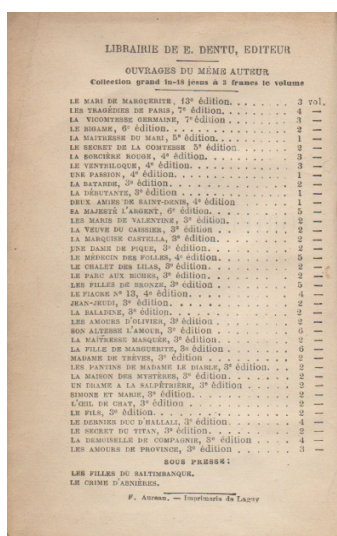 LIBRAIRIE DE E. DENTU, EDITEUR
OUVRAGES DU MÊME AUTEUR
Collection grand in-18 jésus à 3 francs le volume
LE MARI DE MARGUERITE, 13e édition. . . . . . . . 3 vol.
LES TRAGÉDIES DE PARIS, 7e édition. . . . . . . . 4 —
LA VICOMTESSE GERMAINE, 7e édition . . . . . . . 3 —
LE BIGAME, 6e édition. . . . . . . . 2 —
LA MAITRESSE DU MARI, 5e édition. . . . . . . . 1 —
LE SECRET DE LA COMTESSE 5e édition. . . . . . . 2 —
LA SORCIÈRE ROUGE, 4e édition. . . . . . . . 3 —
LE VENTRILOQUE, 4e édition. . . . . . . . 3 —
UNE PASSION, 4e édition. . . . . . . . 1 —
LA BATARDE, 3e édition. . . . . . . . 2 —
LA DÉBUTANTE, 3e édition . . . . . . . . 1 —
DEUX AMIES DE SAINT-DENIS, 4e édition . . . . . . 1 —
SA MAJESTÉ L'ARGENT, 6e édition. . . . . . . . 5 —
LES MARIS DE VALENTINE, 3e édition. . . . . . . . 2 —
LA VEUVE DU CAISSIER, 3e édition . . . . . . . . 2 —
LA MARQUISE CASTELLA, 3e édition. . . . . . . . 2 —
UNE DAME DE PIQUE, 3e édition. . . . . . . . 2 —
LE MÉDECIN DES FOLLES, 4e édition. . . . . . . . 5 —
LE CHALET DES LILAS, 3e édition. . . . . . . . 2 —
LE PARC AUX BICHES, 3e édition. . . . . . . . 2 —
LES FILLES DE BRONZE, 3e édition. . . . . . . . 5 —
LE FIACRE No 13, 4e édition. . . . . . . . 4 —
JEAN-JEUDI, 3e édition. . . . . . . . 2 —
LA BALADINE, 3e édition. . . . . . . . 2 —
LES AMOURS D'OLIVIER, 3e édition . . . . . . . . 2 —
SON ALTESSE L'AMOUR, 3e édition . . . . . . . . 6 —
LA MAÎTRESSE MASQUÉE, 3e édition. . . . . . . . 2 —
LA FILLE DE MARGUERITE, 3e édition . . . . . . . 6 —
MADAME DE TRÈVES, 3e édition. . . . . . . . 2 —
LES PANTINS DE MADAME LE DIABLE, 3e édition. . . 2 —
LA MAISON DES MYSTÈRES, 3e édition. . . . . . . . 2 —
UN DRAME A LA SALPÊTRIÈRE, 3e édition . . . . . . 2 —
SIMONE ET MARIE, 3e édition. . . . . . . . 6 —
L'ŒIL DE CHAT, 3e édition . . . . . . . . 2 —
LE FILS, 3e édition. . . . . . . . 2 —
LE DERNIER DUC D'HALLALI, 3e édition. . . . . . . 4 —
LE SECRET DU TITAN, 3e édition. . . . . . . . 2 —
LA DEMOISELLE DE COMPAGNIE, 3e édition . . . . . 4 —
LES AMOURS DE PROVINCE, 3e édition. . . . . . . . 3 —
SOUS PRESSE:
LES FILLES DU SALTIMBANQUE.
LE CRIME D'ASNIÈRES.
F. Aureau. — Imprimerie de Lagny